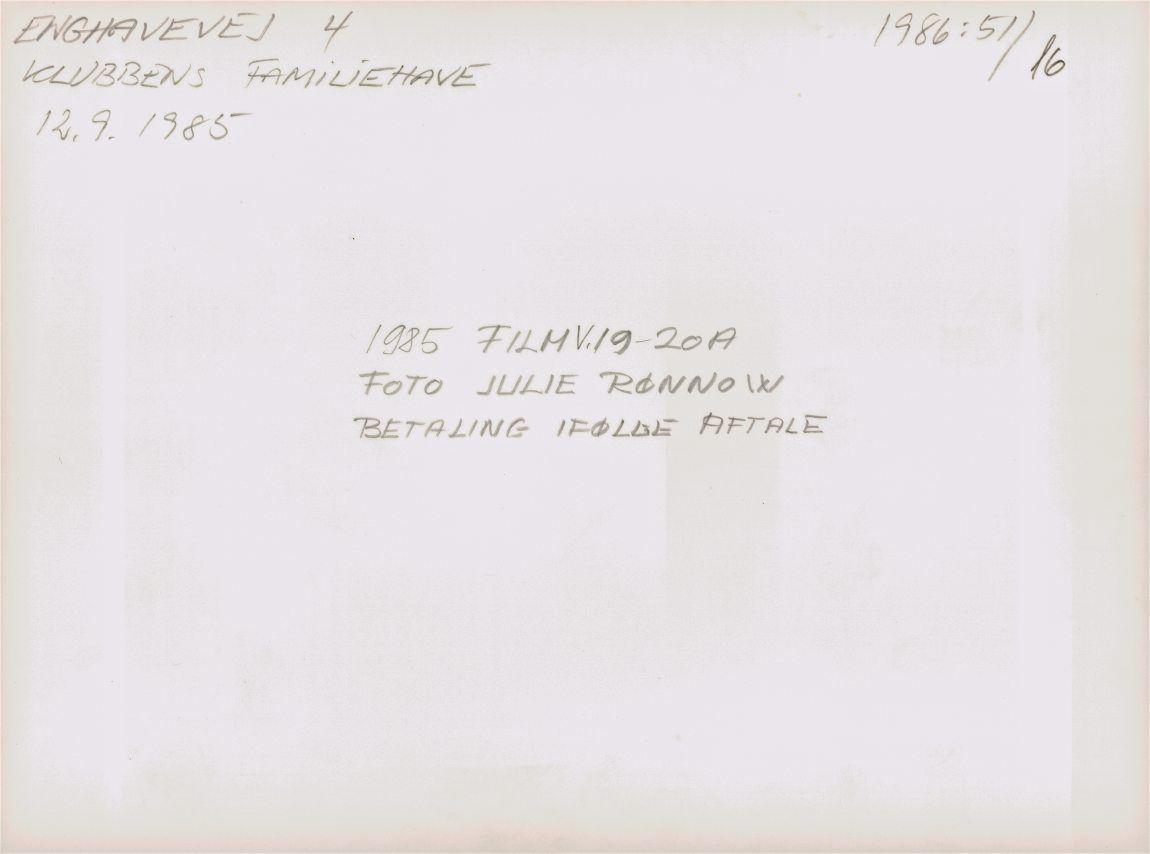 ENGHAVEVEJ 4
1986:51/16
KLUBBENS FAMILIEHAVE
12.9. 1985
1985 FILM V.19-20A
FOTO JULIE RØNNOW
BETALING IFØLGE AFTALE